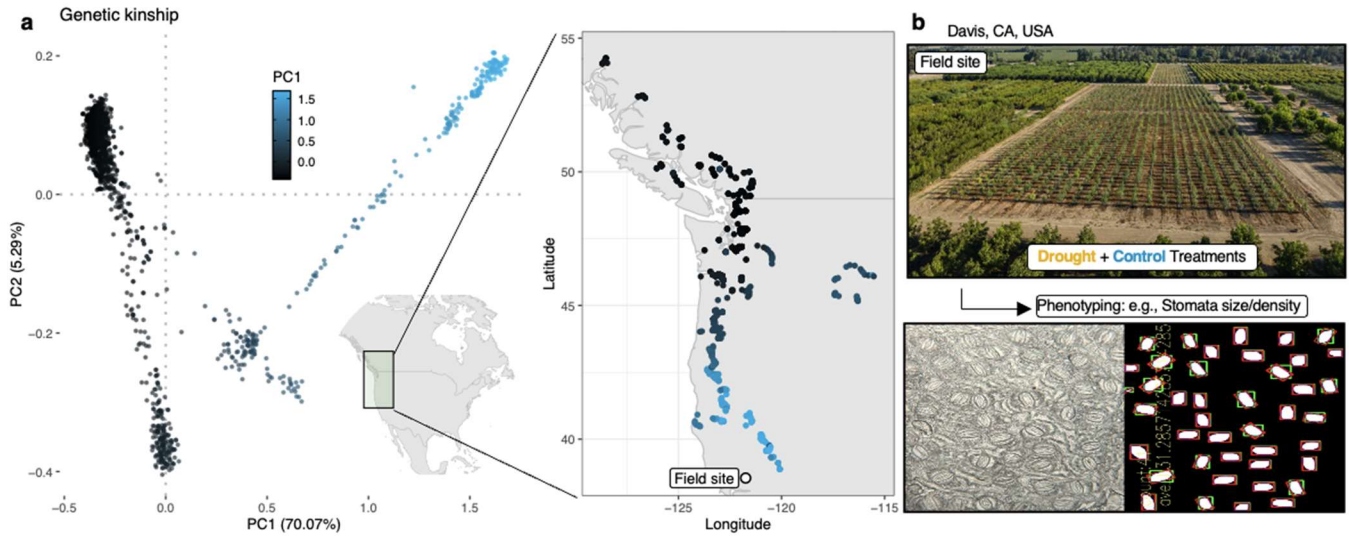 a
Genetic kinship
PC1
1.5
1.0
0.5
0.0
0.2
0.0
−0.2
−0.4
PC2 (5.29%)
−0.5
0.0
0.5
1.0
1.5
PC1 (70.07%)
55
50
45
40
Latitude
Field site
−125
−120
−115
Longitude
b
Davis, CA, USA
Field site
Drought + Control Treatments
Phenotyping: e.g., Stomata size/density